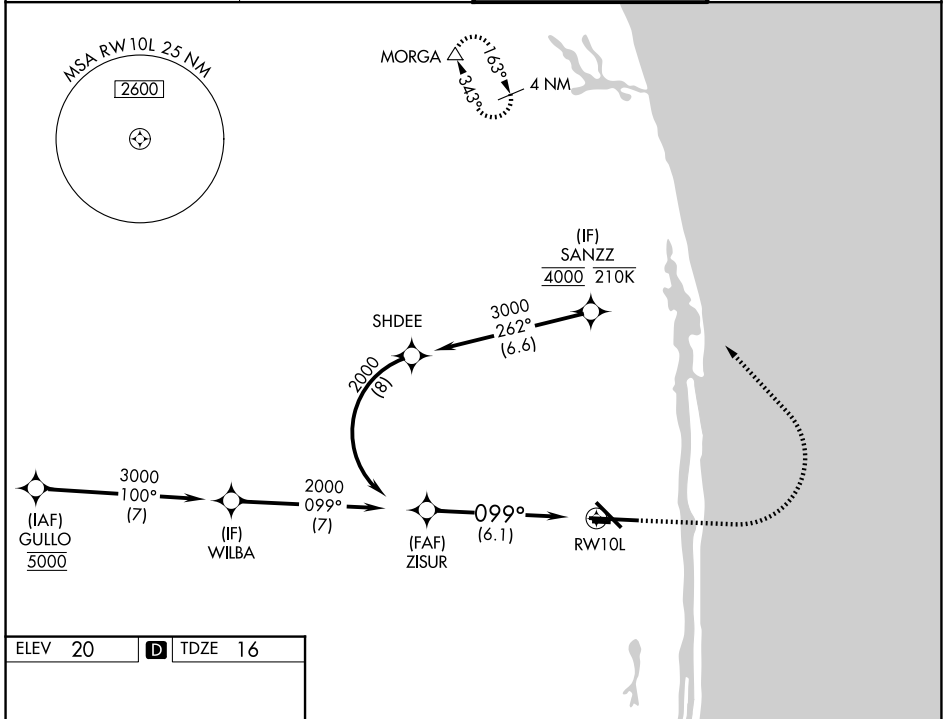 MSA RW10L 25 NM
2600
MORGA
163°
343°
4 NM
(IF)
SANZZ
4000 210K
3000
262°
(6.6)
SHDEE
2000
(8)
3000
100°
(7)
(IAF)
GULLO
5000
2000
099°
(7)
(IF)
WILBA
099°
(6.1)
(FAF)
ZISUR
RW10L
ELEV 20 D TDZE 16